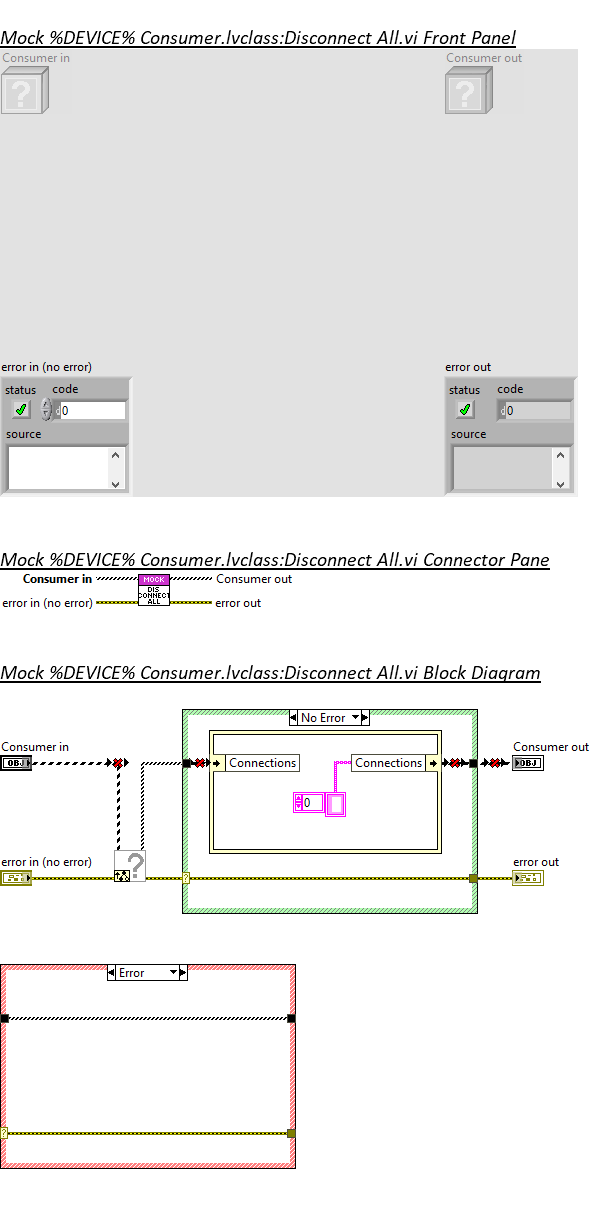 Mock %DEVICE% Consumer.lvclass:Disconnect All.vi Front Panel
Consumer in
Consumer out
?
?
error in (no error)
error out
status code
status code
d0
d0
source
source
Mock %DEVICE% Consumer.lvclass:Disconnect All.vi Connector Pane
Consumer in
MOCK
Consumer out
DIS
CONNECT
ALL
error in (no error)
error out
Mock %DEVICE% Consumer.lvclass:Disconnect All.vi Block Diagram
No Error
Consumer in
Consumer out
OBJ
Connections
Connections
OBJ
0
error in (no error)
?
?
error out
Error
?